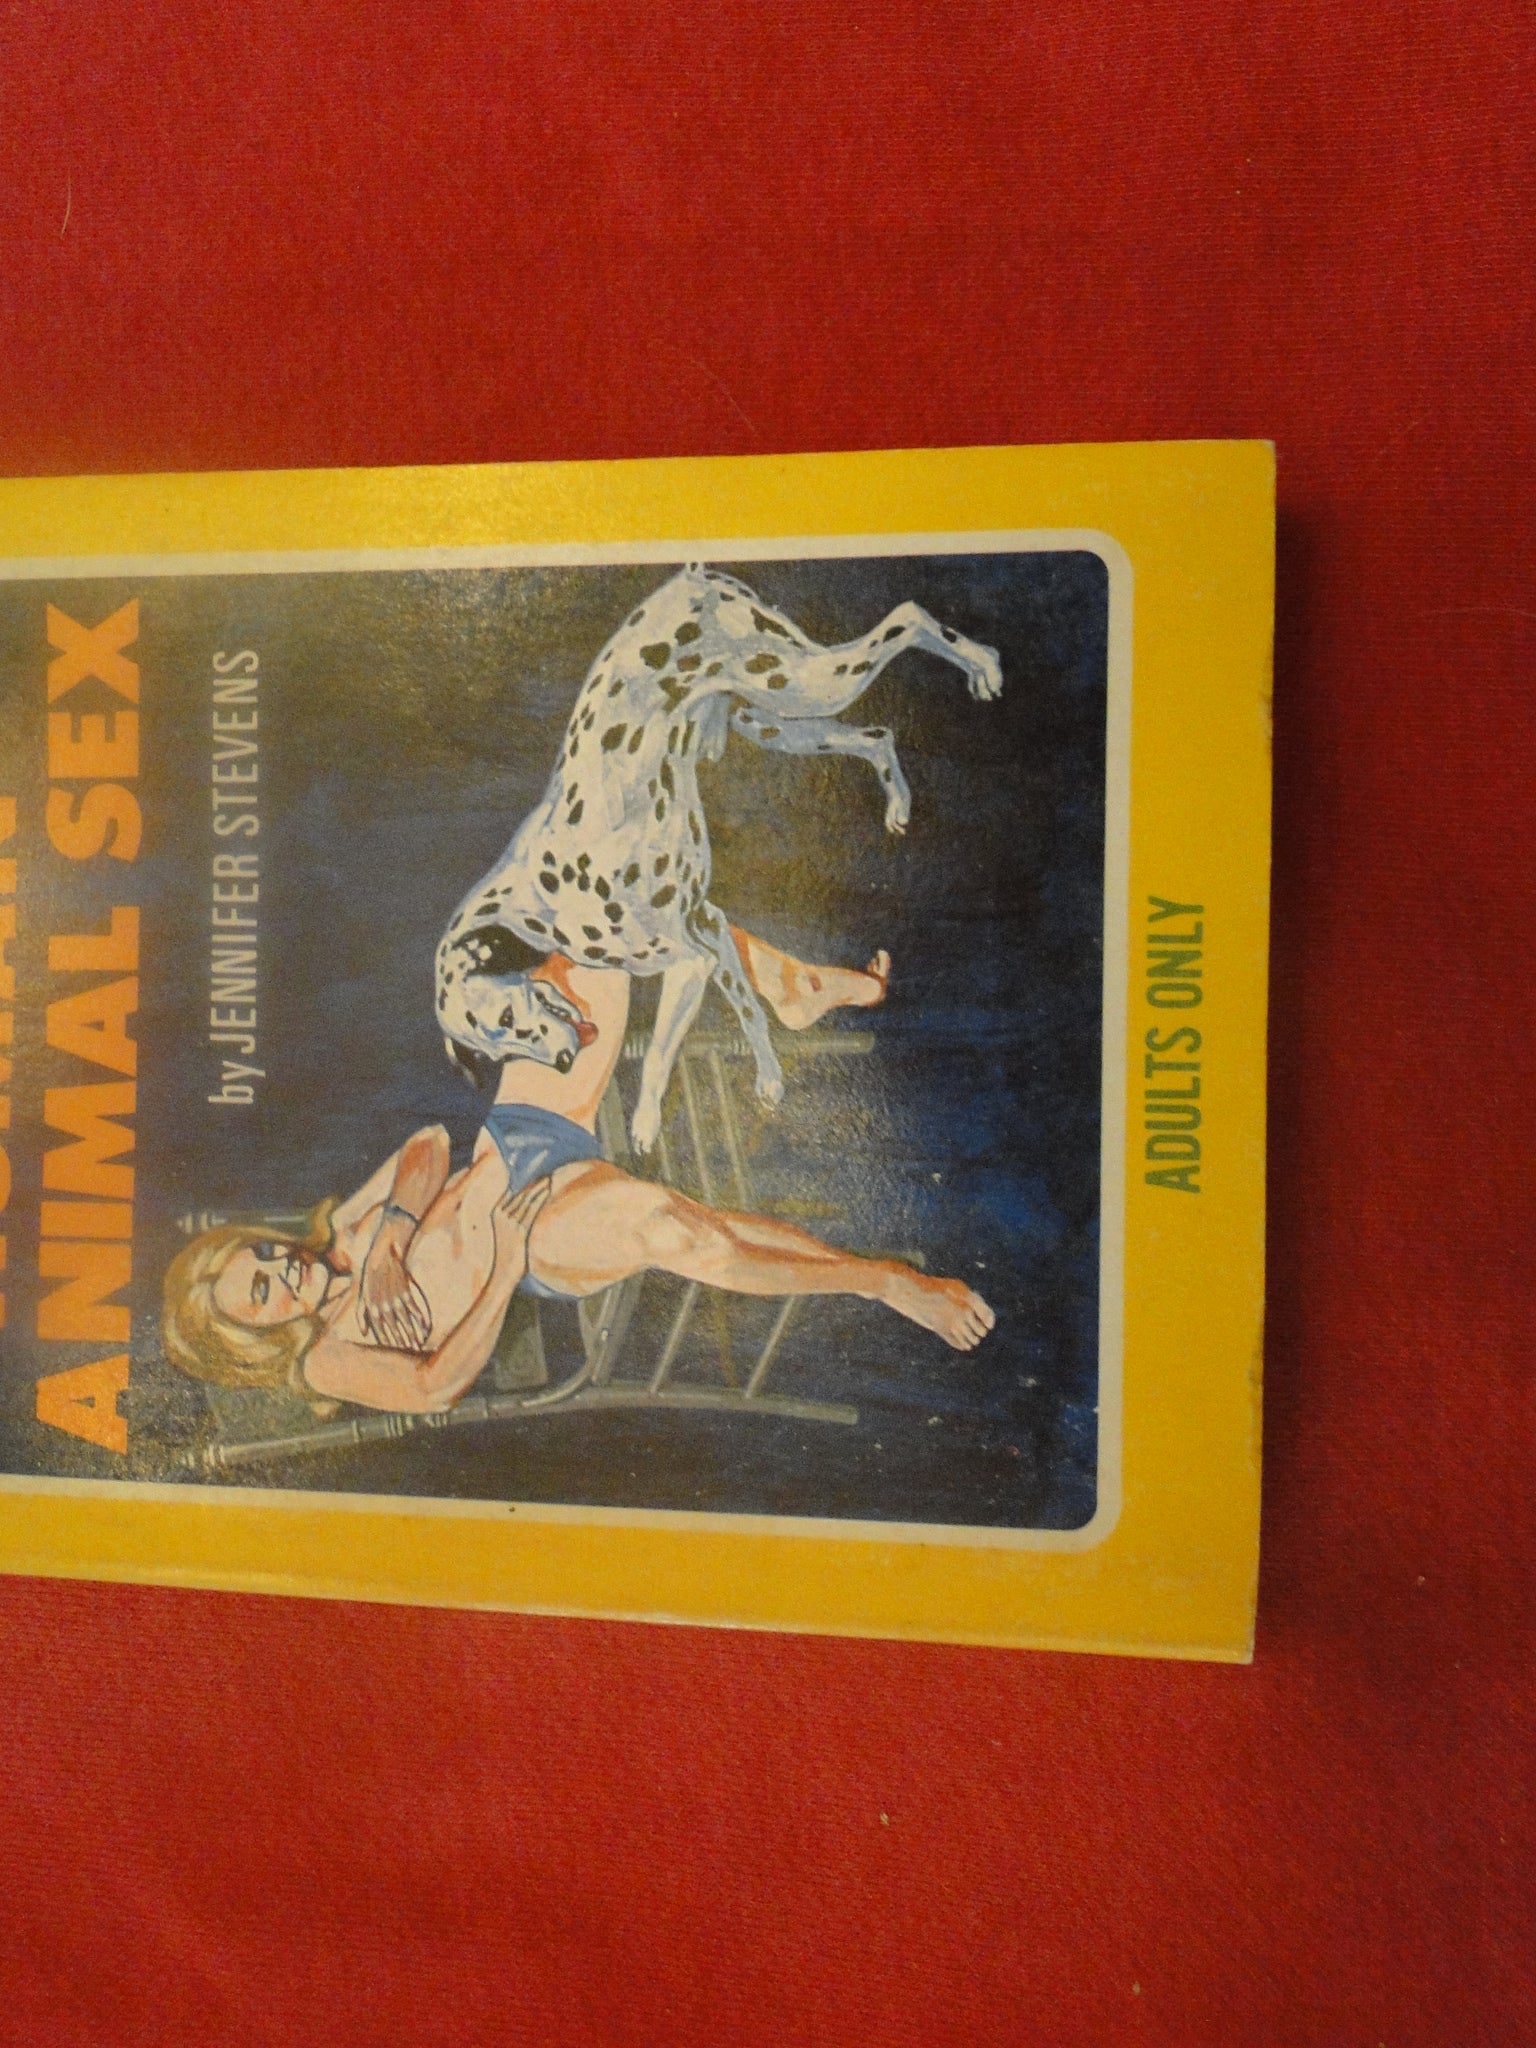 ANIMAL SEX
by JENNIFER STEVENS
ADULTS ONLY